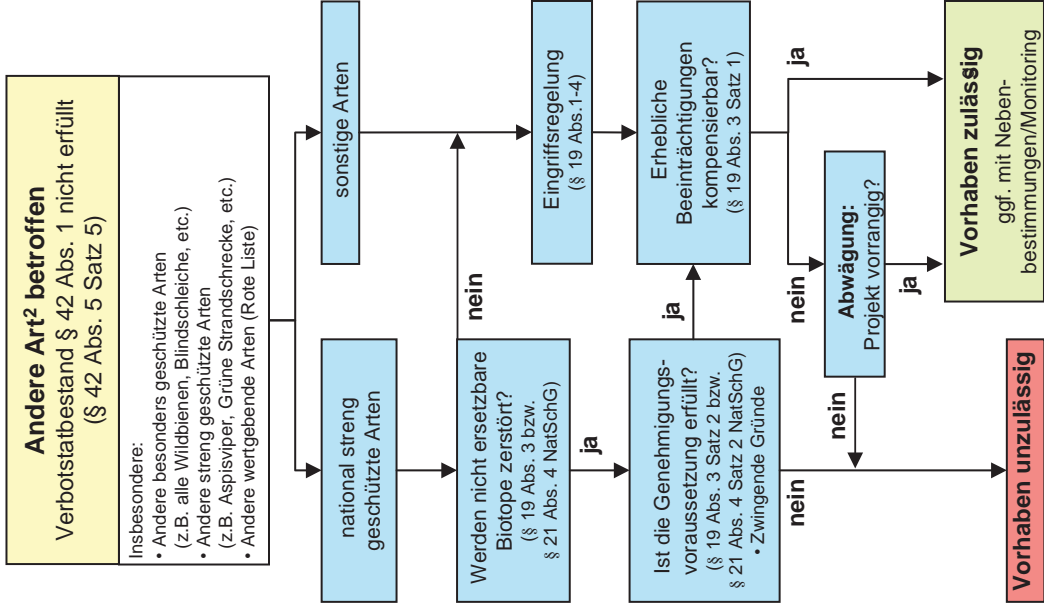 Andere Art² betroffen
Verbotstatbestand § 42 Abs. 1 nicht erfüllt
(§ 42 Abs. 5 Satz 5)
Insbesondere:
• Andere besonders geschützte Arten
(z.B. alle Wildbienen, Blindschleiche, etc.)
• Andere streng geschützte Arten
(z.B. Aspisviper, Grüne Strandschrecke, etc.)
• Andere wertgebende Arten (Rote Liste)
national streng
geschützte Arten
sonstige Arten
Werden nicht ersetzbare
Biotope zerstört?
(§ 19 Abs. 3 bzw.
§ 21 Abs. 4 NatSchG)
nein
ja
Eingriffsregelung
(§ 19 Abs.1-4)
Ist die Genehmigungs-
voraussetzung erfüllt?
(§ 19 Abs. 3 Satz 2 bzw.
§ 21 Abs. 4 Satz 2 NatSchG)
• Zwingende Gründe
ja
nein
Erhebliche
Beeinträchtigungen
kompensierbar?
(§ 19 Abs. 3 Satz 1)
nein
ja
Abwägung:
Projekt vorrangig?
nein
ja
Vorhaben unzulässig
Vorhaben zulässig
ggf. mit Neben-
bestimmungen/Monitoring